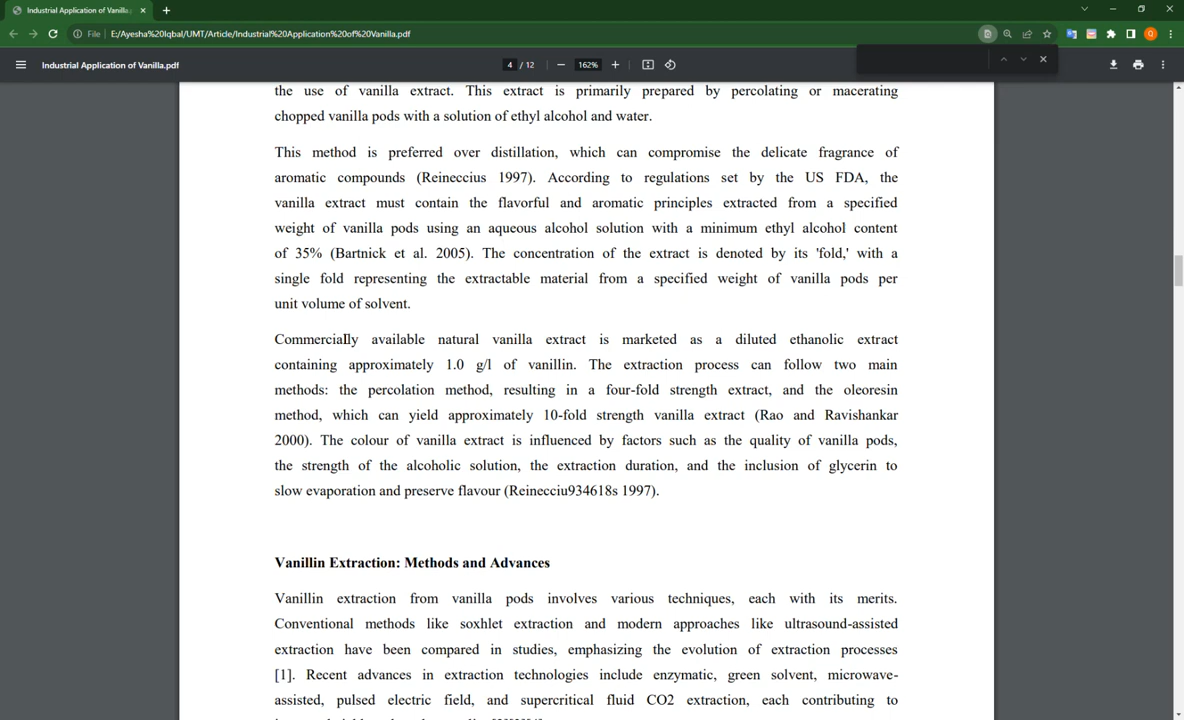 Industrial Application of Vanilla
File E:/Ayesha%20Iqbal/UMT/Article/Industrial%20Application%20of%20Vanilla.pdf
Q
Industrial Application of Vanilla.pdf
4 / 12
162%
the use of vanilla extract. This extract is primarily prepared by percolating or macerating
chopped vanilla pods with a solution of ethyl alcohol and water.
This method is preferred over distillation, which can compromise the delicate fragrance of
aromatic compounds (Reineccius 1997). According to regulations set by the US FDA, the
vanilla extract must contain the flavorful and aromatic principles extracted from a specified
weight of vanilla pods using an aqueous alcohol solution with a minimum ethyl alcohol content
of 35% (Bartnick et al. 2005). The concentration of the extract is denoted by its 'fold,' with a
single fold representing the extractable material from a specified weight of vanilla pods per
unit volume of solvent.
Commercially available natural vanilla extract is marketed as a diluted ethanolic extract
containing approximately 1.0 g/l of vanillin. The extraction process can follow two main
methods: the percolation method, resulting in a four-fold strength extract, and the oleoresin
method, which can yield approximately 10-fold strength vanilla extract (Rao and Ravishankar
2000). The colour of vanilla extract is influenced by factors such as the quality of vanilla pods,
the strength of the alcoholic solution, the extraction duration, and the inclusion of glycerin to
slow evaporation and preserve flavour (Reinecciu934618s 1997).
Vanillin Extraction: Methods and Advances
Vanillin extraction from vanilla pods involves various techniques, each with its merits.
Conventional methods like soxhlet extraction and modern approaches like ultrasound-assisted
extraction have been compared in studies, emphasizing the evolution of extraction processes
[1]. Recent advances in extraction technologies include enzymatic, green solvent, microwave-
assisted, pulsed electric field, and supercritical fluid CO2 extraction, each contributing to